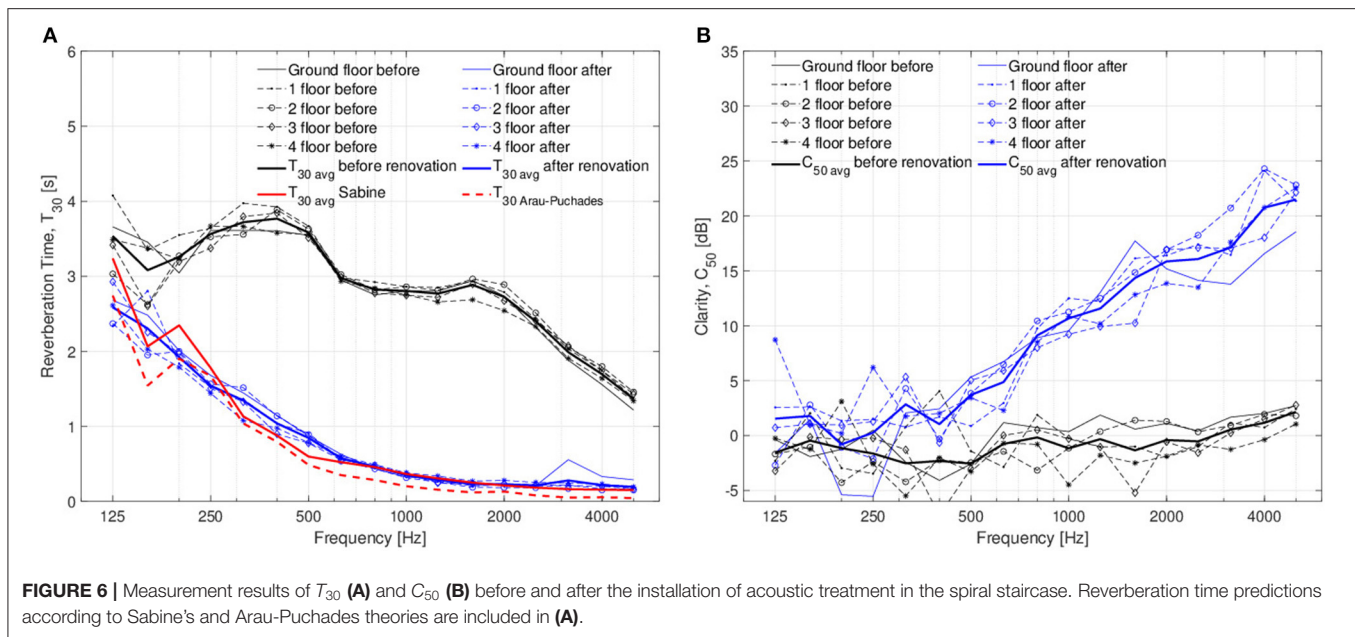 A
B
6
5
4
3
2
1
0
Reverberation Time, T30 [s]
125
250
500
1000
2000
4000
Frequency [Hz]
Ground floor before
1 floor before
2 floor before
3 floor before
4 floor before
T30 avg before renovation
T30 avg Sabine
Ground floor after
1 floor after
2 floor after
3 floor after
4 floor after
T30 avg after renovation
T30 Arau-Puchades
35
30
25
20
15
10
5
0
-5
Clarity, C50 [dB]
125
250
500
1000
2000
4000
Frequency [Hz]
Ground floor before
1 floor before
2 floor before
3 floor before
4 floor before
C50 avg before renovation
Ground floor after
1 floor after
2 floor after
3 floor after
4 floor after
C50 avg after renovation
FIGURE 6 | Measurement results of T30 (A) and C50 (B) before and after the installation of acoustic treatment in the spiral staircase. Reverberation time predictions
according to Sabine's and Arau-Puchades theories are included in (A).